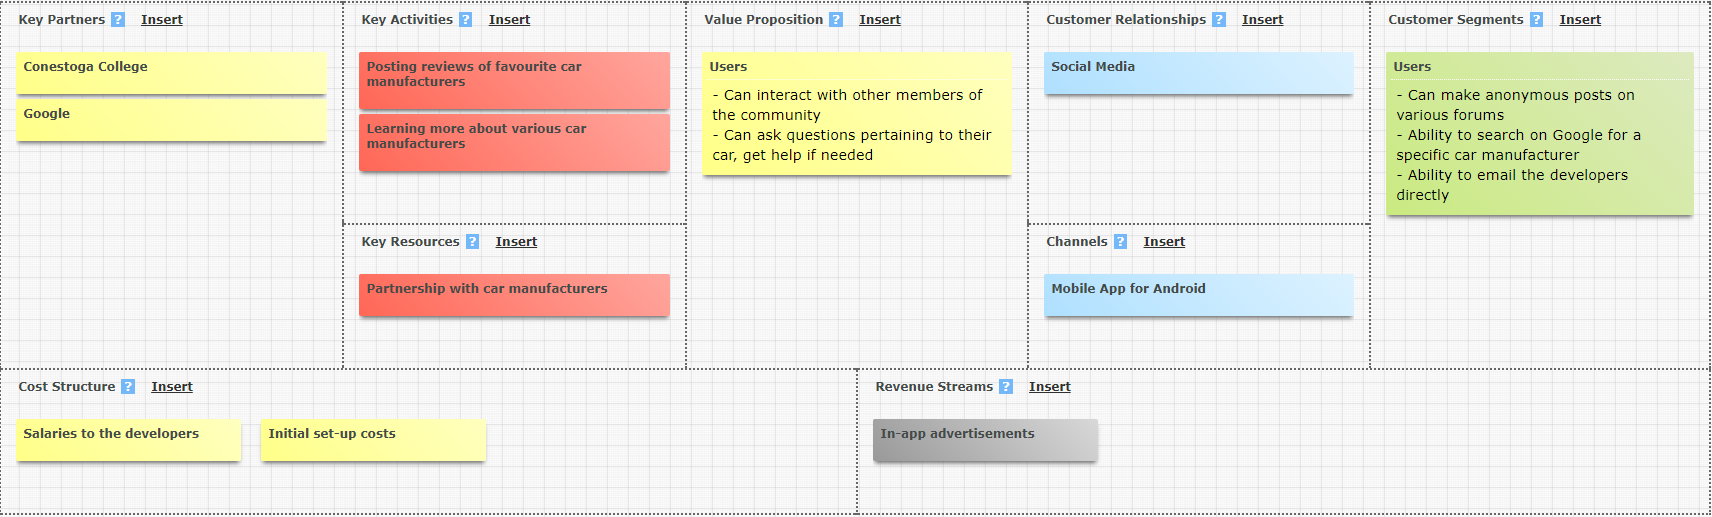 Key Partners ? Insert
Conestoga College
Google
Key Activities ? Insert
Posting reviews of favourite car
manufacturers
Learning more about various car
manufacturers
Key Resources ? Insert
Partnership with car manufacturers
Value Proposition ? Insert
Users
- Can interact with other members of
the community
- Can ask questions pertaining to their
car, get help if needed
Customer Relationships ? Insert
Social Media
Channels ? Insert
Mobile App for Android
Customer Segments ? Insert
Users
- Can make anonymous posts on
various forums
- Ability to search on Google for a
specific car manufacturer
- Ability to email the developers
directly
Cost Structure ? Insert
Salaries to the developers
Initial set-up costs
Revenue Streams ? Insert
In-app advertisements